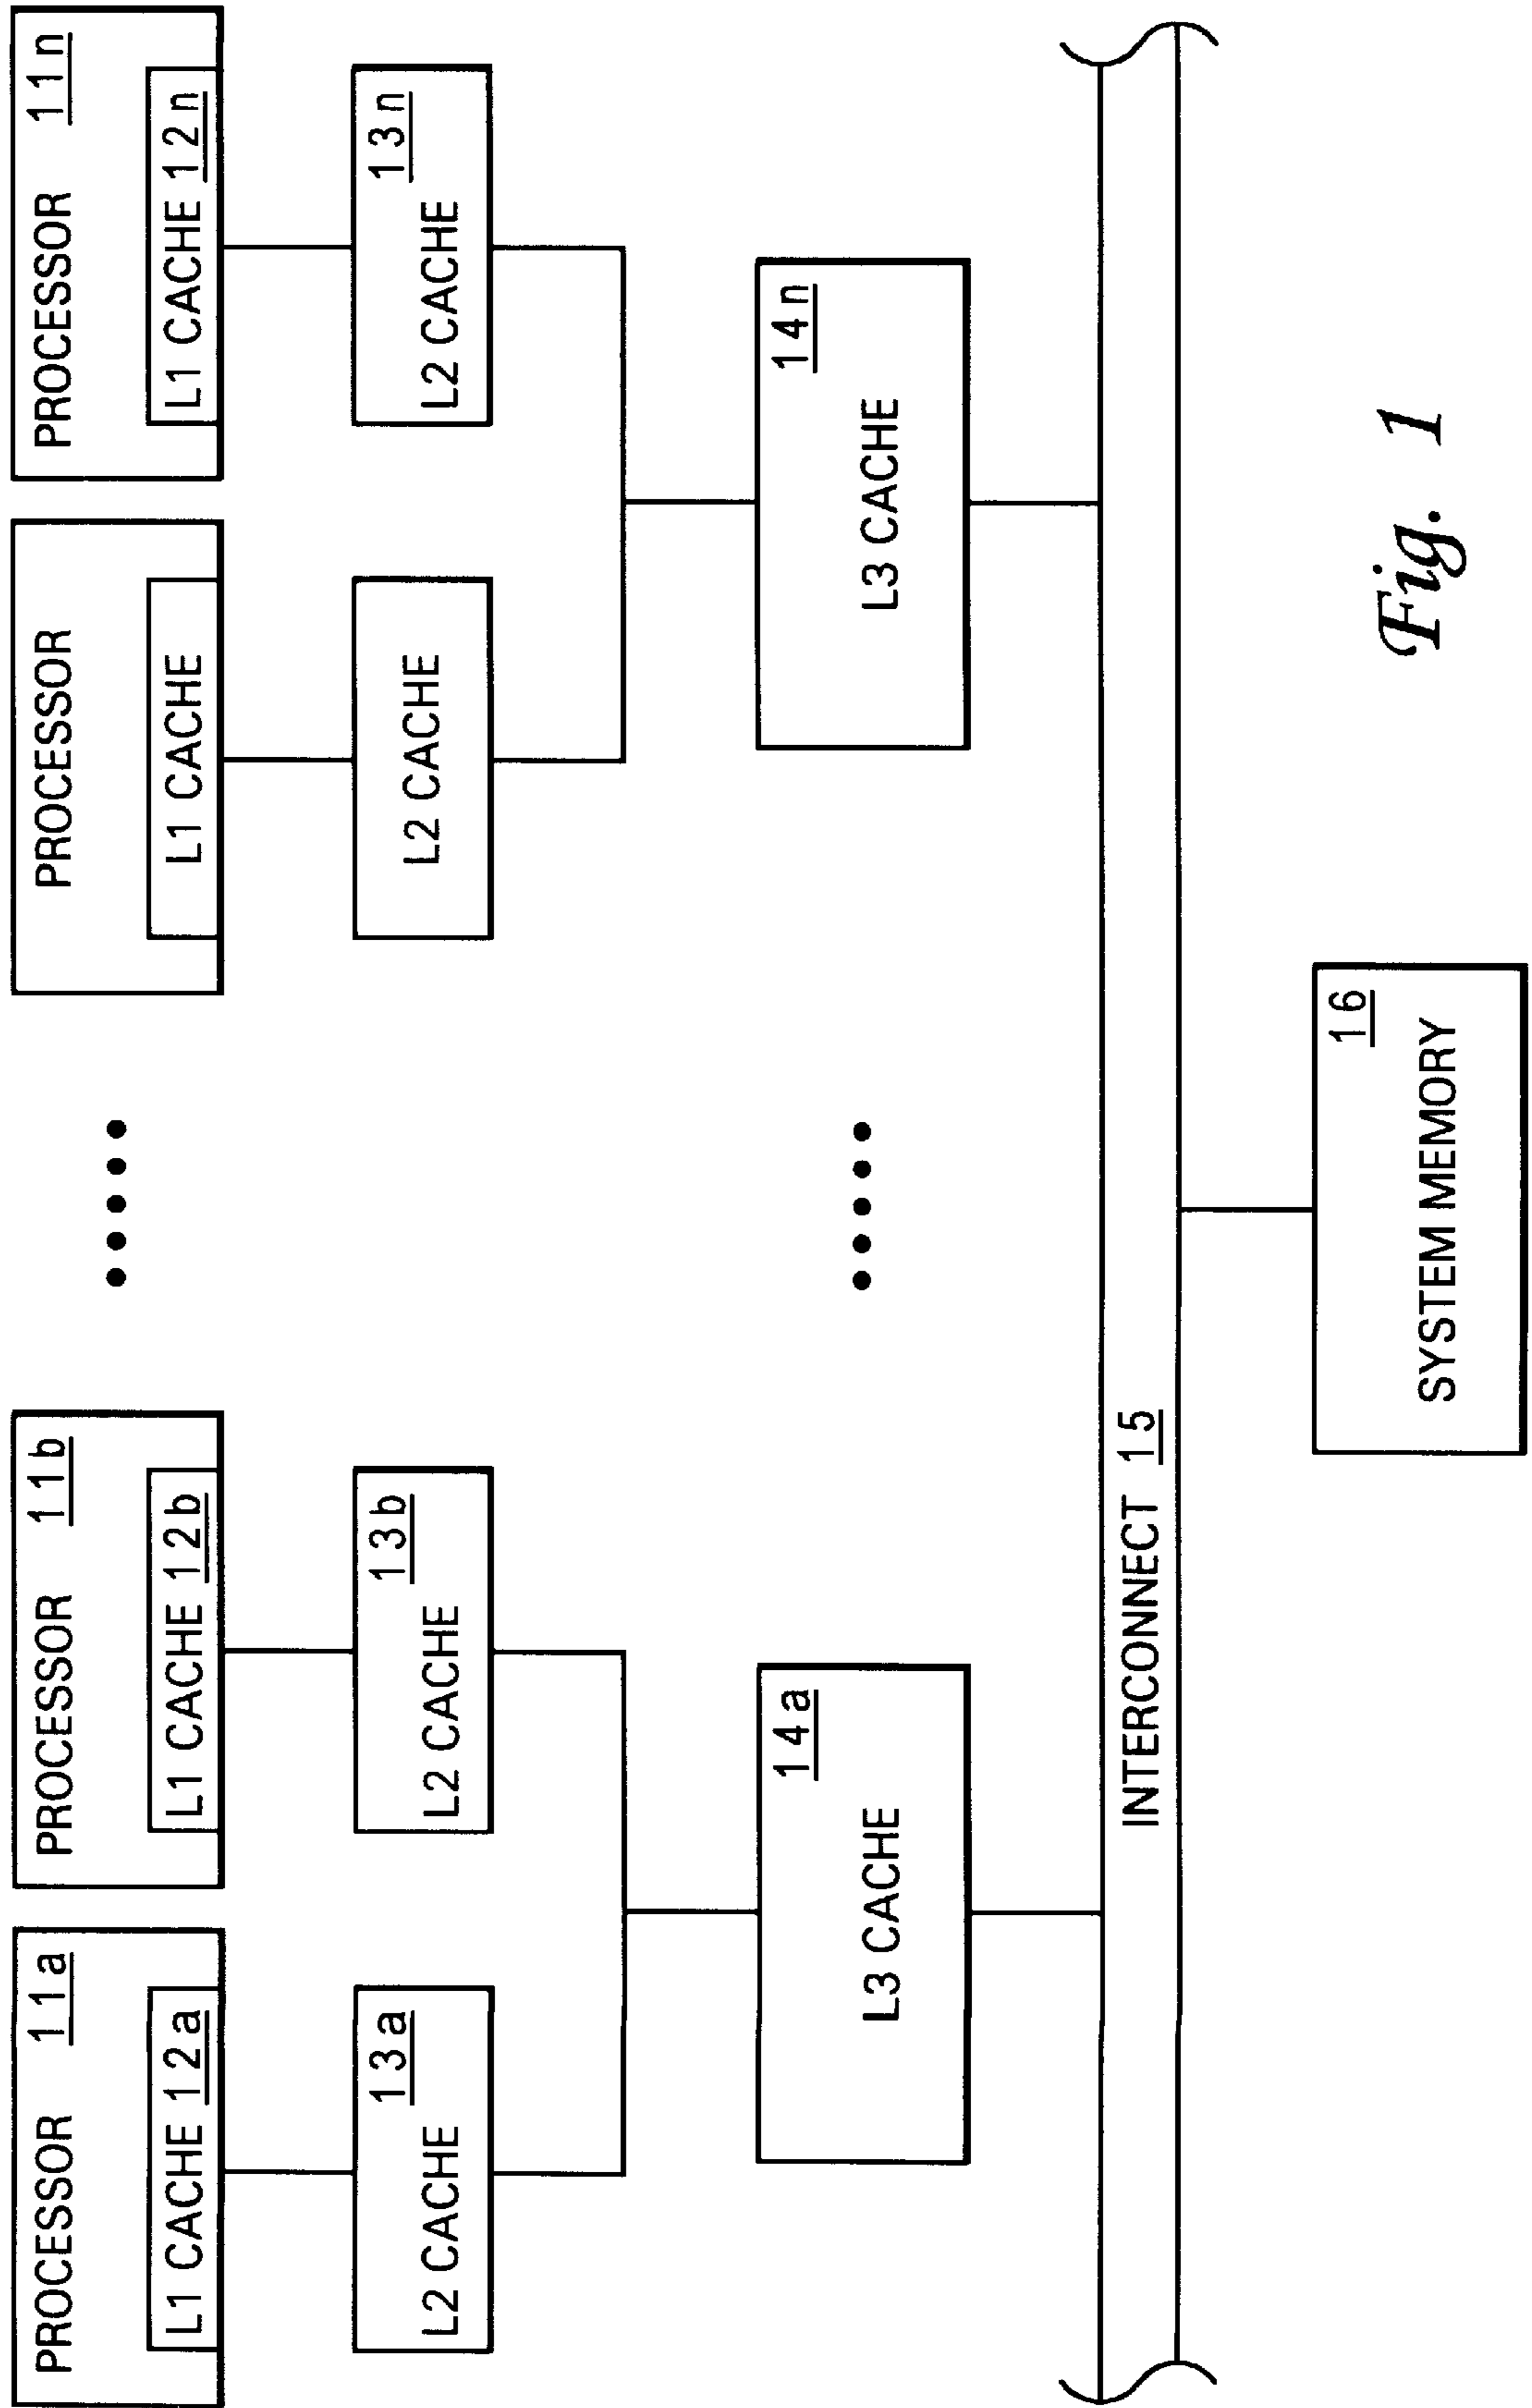 PROCESSOR 11a
L1 CACHE 12a
PROCESSOR 11b
L1 CACHE 12b
PROCESSOR
L1 CACHE
PROCESSOR 11n
L1 CACHE 12n
13a
L2 CACHE
13b
L2 CACHE
L2 CACHE
13n
L2 CACHE
14a
L3 CACHE
14n
L3 CACHE
INTERCONNECT 15
16
SYSTEM MEMORY
Fig. 1